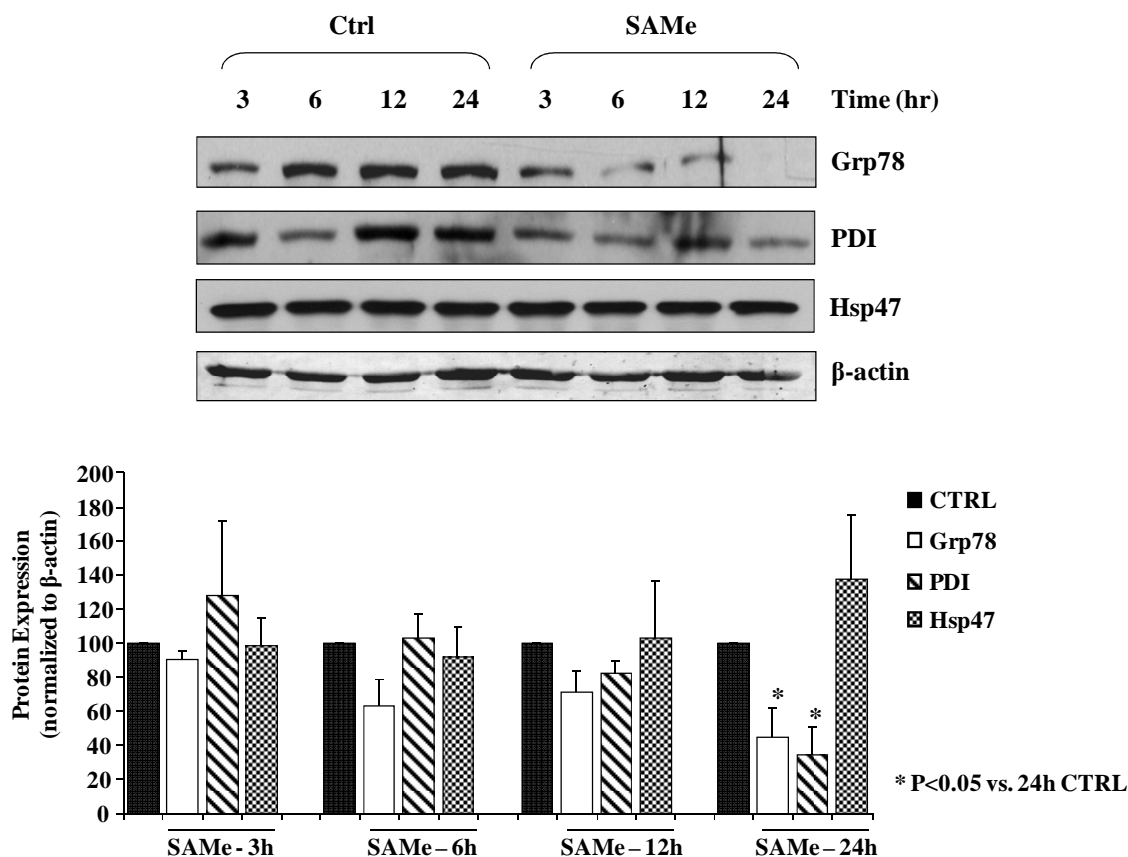 Ctrl SAMe
3 6 12 24 3 6 12 24 Time (hr)
Grp78
PDI
Hsp47
β-actin
200
180
160
140
120
100
80
60
40
20
0
Protein Expression
(normalized to β-actin)
CTRL
Grp78
PDI
Hsp47
* *
* P<0.05 vs. 24h CTRL
SAMe - 3h SAMe – 6h SAMe – 12h SAMe – 24h